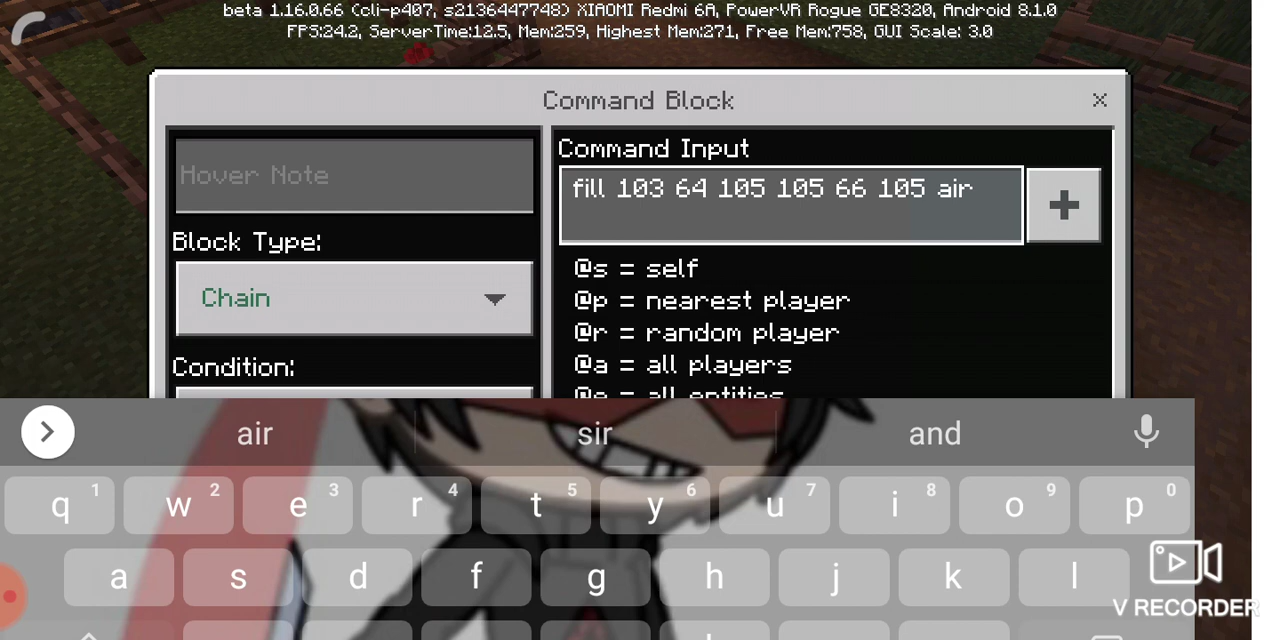 beta 1.16.0.66 (cli-p407, s2136447748) XIAOMI Redmi 6A, PowerVR Rogue GE8320, Android 8.1.0
FPS:24.2, ServerTime:12.5, Mem:259, Highest Mem:271, Free Mem:758, GUI Scale: 3.0
Command Block
Hover Note
Command Input
fill 103 64 105 105 66 105 air
Block Type:
@s = self
Chain
@p = nearest player
@r = random player
Condition:
@a = all players
@e = all entities
air sir and
q 1 w 2 e 3 r 4 t 5 y 6 u 7 i 8 o 9 p 0
a s d f g h j k l
V RECORDER